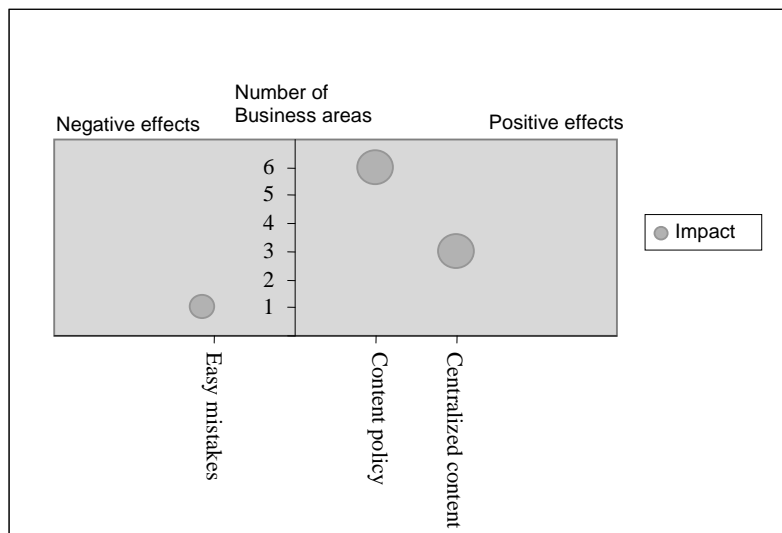 Number of
Business areas
Negative effects
Positive effects
6
5
4
3
2
1
Impact
Easy mistakes
Content policy
Centralized content